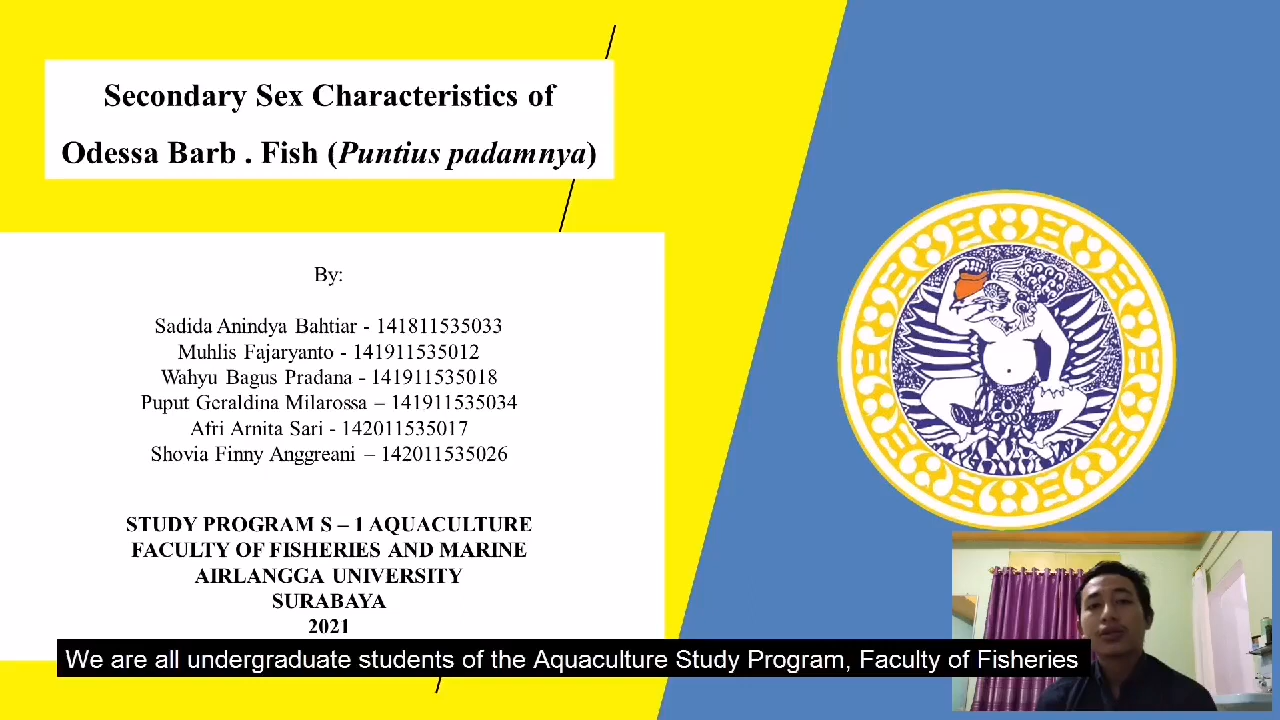 Secondary Sex Characteristics of
Odessa Barb . Fish (Puntius padamnya)
By:
Sadida Anindya Bahtiar - 141811535033
Muhlis Fajaryanto - 141911535012
Wahyu Bagus Pradana - 141911535018
Puput Geraldina Milarossa – 141911535034
Afri Arnita Sari - 142011535017
Shovia Finny Anggreani – 142011535026
STUDY PROGRAM S – 1 AQUACULTURE
FACULTY OF FISHERIES AND MARINE
AIRLANGGA UNIVERSITY
SURABAYA
2021
We are all undergraduate students of the Aquaculture Study Program, Faculty of Fisheries